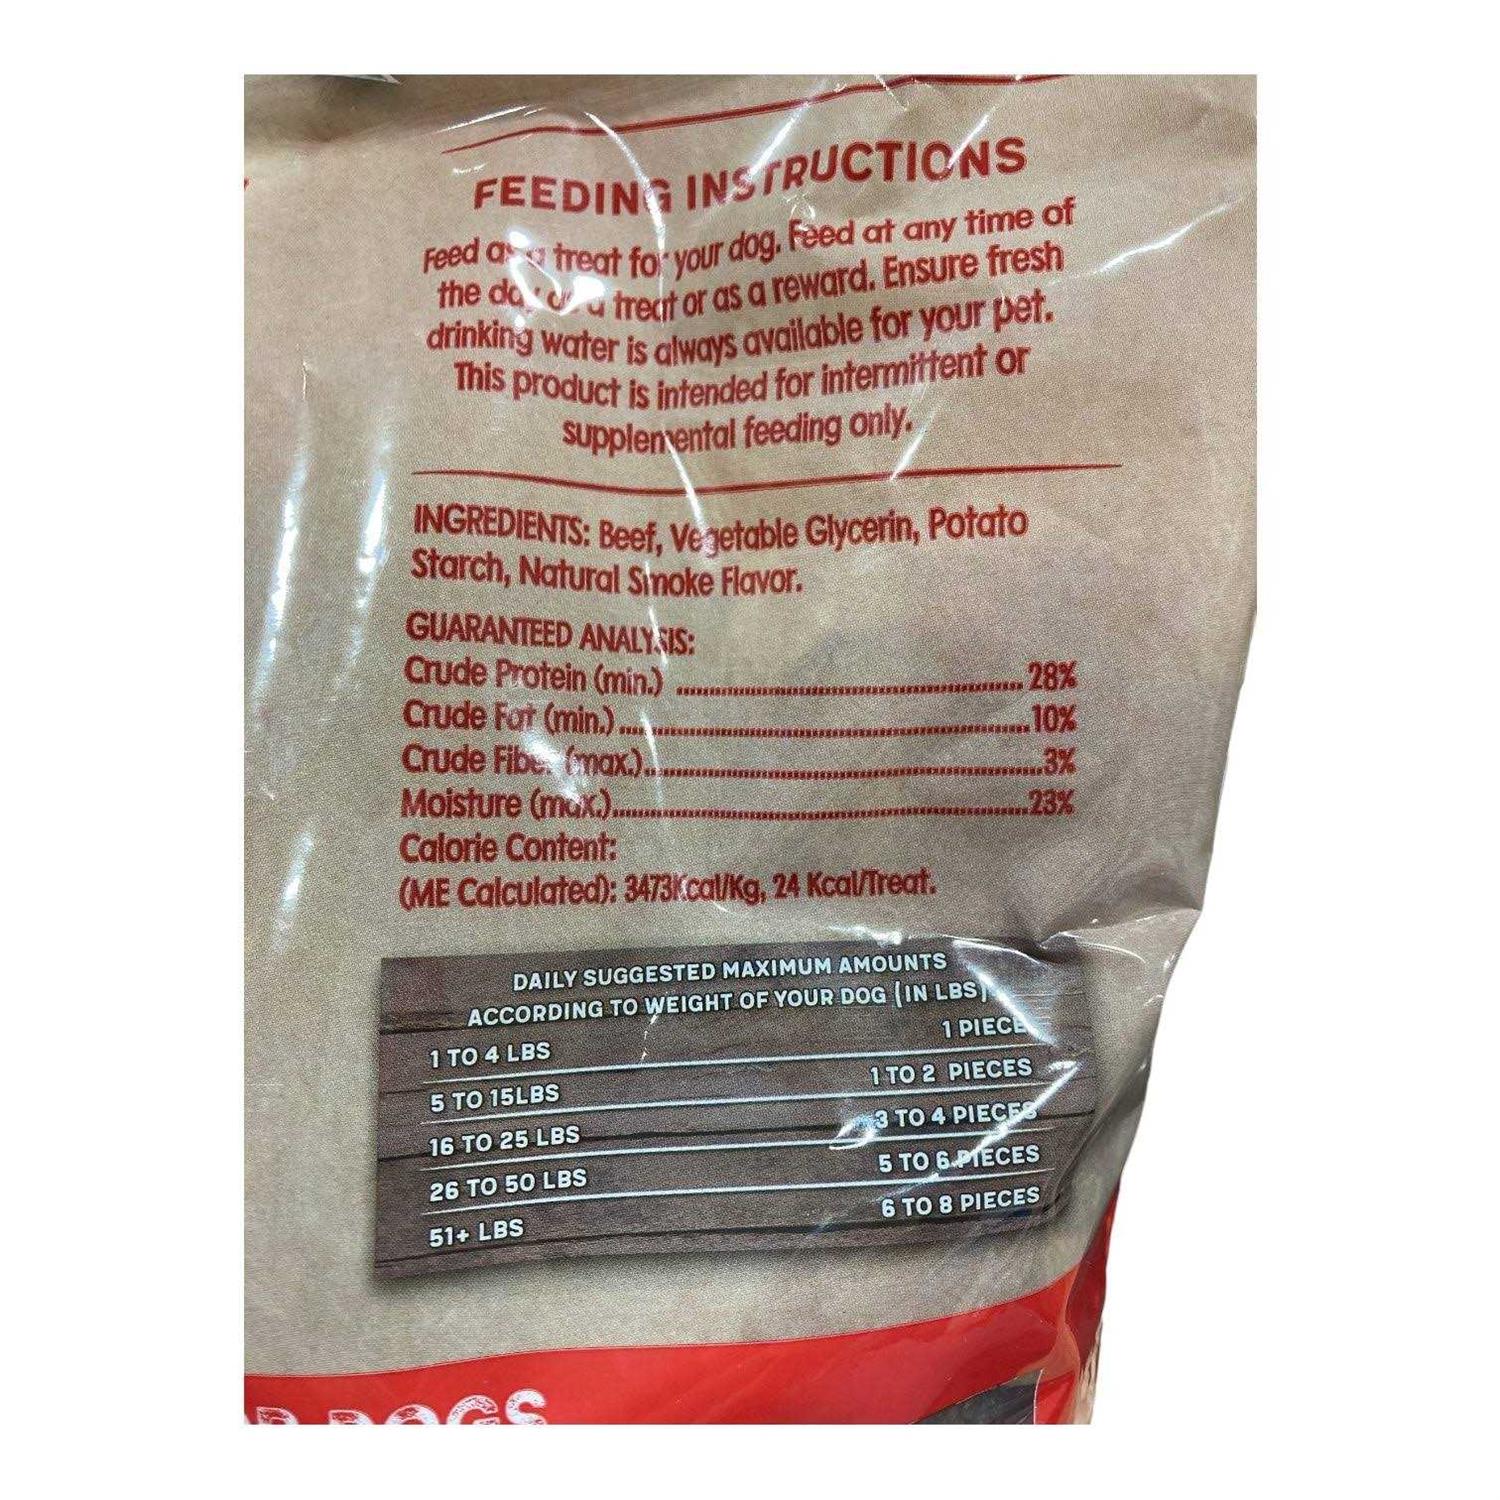 FEEDING INSTRUCTIONS
Feed as a treat for your dog. Feed at any time of
the day as a treat or as a reward. Ensure fresh
drinking water is always available for your pet.
This product is intended for intermittent or
supplemental feeding only.
INGREDIENTS: Beef, Vegetable Glycerin, Potato
Starch, Natural Smoke Flavor.
GUARANTEED ANALYSIS:
Crude Protein (min.) ........ 28%
Crude Fat (min.) ........ 10%
Crude Fiber (max.) ........ 3%
Moisture (max.) ........ 23%
Calorie Content:
(ME Calculated): 3473Kcal/Kg, 24 Kcal/Treat.
DAILY SUGGESTED MAXIMUM AMOUNTS
ACCORDING TO WEIGHT OF YOUR DOG (IN LBS)
1 TO 4 LBS 1 PIECE
5 TO 15LBS 1 TO 2 PIECES
16 TO 25 LBS 3 TO 4 PIECES
26 TO 50 LBS 5 TO 6 PIECES
51+ LBS 6 TO 8 PIECES
DOGS